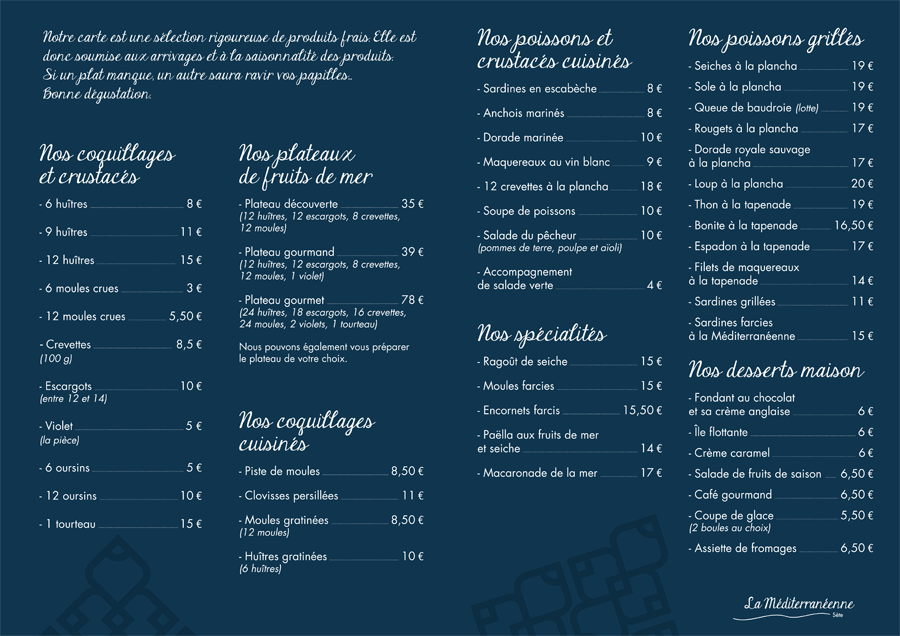 Notre carte est une sélection rigoureuse de produits frais. Elle est
donc soumise aux arrivages et à la saisonnalité des produits.
Si un plat manque, un autre saura ravir vos papilles...
Bonne dégustation.
Nos coquillages
et crustacés
- 6 huîtres 8 €
- 9 huîtres 11 €
- 12 huîtres 15 €
- 6 moules crues 3 €
- 12 moules crues 5,50 €
- Crevettes 8,5 €
(100 g)
- Escargots 10 €
(entre 12 et 14)
- Violet 5 €
(la pièce)
- 6 oursins 5 €
- 12 oursins 10 €
- 1 tourteau 15 €
Nos plateaux
de fruits de mer
- Plateau découverte 35 €
(12 huîtres, 12 escargots, 8 crevettes,
12 moules)
- Plateau gourmand 39 €
(12 huîtres, 12 escargots, 8 crevettes,
12 moules, 1 violet)
- Plateau gourmet 78 €
(24 huîtres, 18 escargots, 16 crevettes,
24 moules, 2 violets, 1 tourteau)
Nous pouvons également vous préparer
le plateau de votre choix.
Nos coquillages
cuisinés
- Piste de moules 8,50 €
- Clovisses persillées 11 €
- Moules gratinées 8,50 €
(12 moules)
- Huîtres gratinées 10 €
(6 huîtres)
Nos poissons et
crustacés cuisinés
- Sardines en escabèche 8 €
- Anchois marinés 8 €
- Dorade marinée 10 €
- Maquereaux au vin blanc 9 €
- 12 crevettes à la plancha 18 €
- Soupe de poissons 10 €
- Salade du pêcheur 10 €
(pommes de terre, poulpe et aïoli)
- Accompagnement
de salade verte 4 €
Nos spécialités
- Ragoût de seiche 15 €
- Moules farcies 15 €
- Encornets farcis 15,50 €
- Paëlla aux fruits de mer
et seiche 14 €
- Macaronade de la mer 17 €
Nos poissons grillés
- Seiches à la plancha 19 €
- Sole à la plancha 19 €
- Queue de baudroie (lotte) 19 €
- Rougets à la plancha 17 €
- Dorade royale sauvage
à la plancha 17 €
- Loup à la plancha 20 €
- Thon à la tapenade 19 €
- Bonite à la tapenade 16,50 €
- Espadon à la tapenade 17 €
- Filets de maquereaux
à la tapenade 14 €
- Sardines grillées 11 €
- Sardines farcies
à la Méditerranéenne 15 €
Nos desserts maison
- Fondant au chocolat
et sa crème anglaise 6 €
- Île flottante 6 €
- Crème caramel 6 €
- Salade de fruits de saison 6,50 €
- Café gourmand 6,50 €
- Coupe de glace 5,50 €
(2 boules au choix)
- Assiette de fromages 6,50 €
La Méditerranéenne
Sète